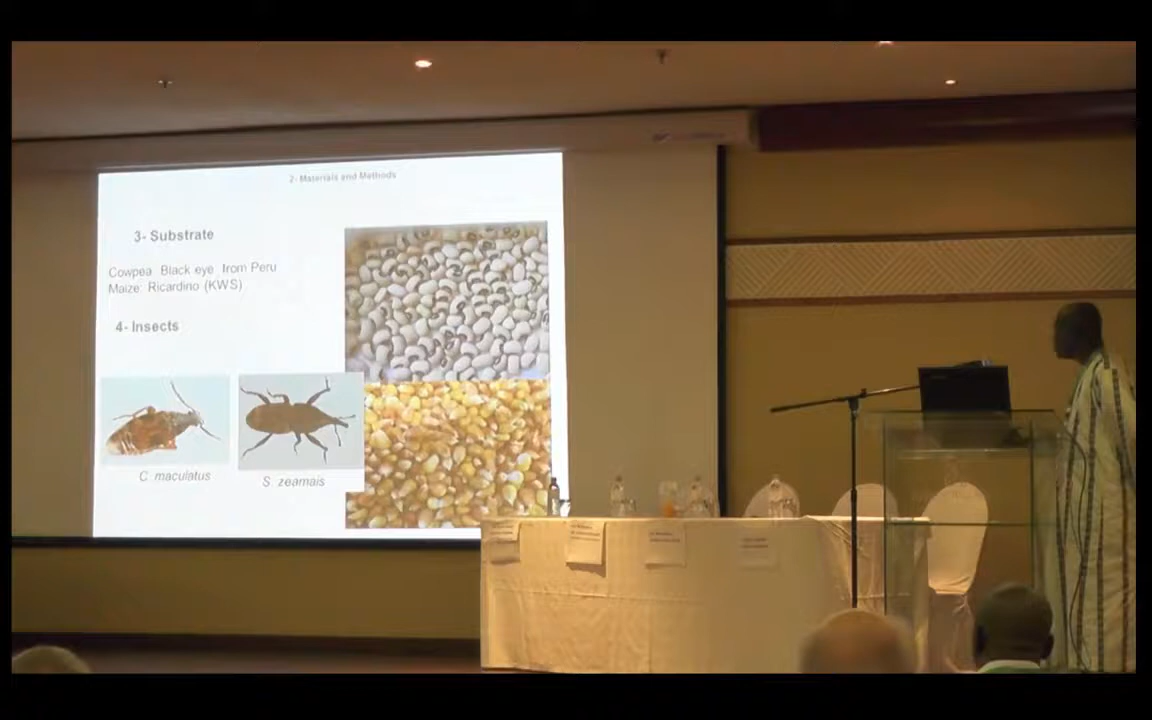 2- Materials and Methods
3- Substrate
Cowpea Black eye from Peru
Maize: Ricardino (KWS)
4- Insects
C. maculatus
S. zeamais